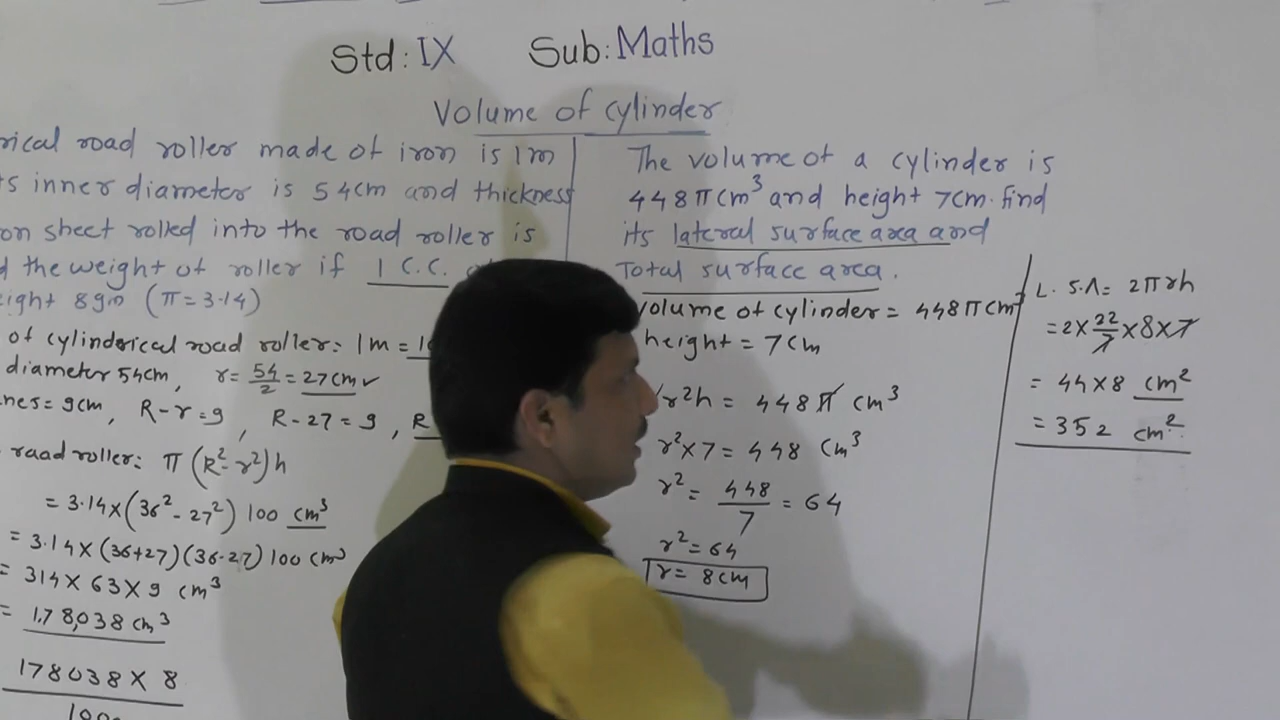 Std: IX Sub: Maths
Volume of cylinder
rical road roller made of iron is 1m
ts inner diameter is 54cm and thickness
on sheet rolled into the road roller is
d the weight of roller if 1 C.C.
eight 8gm (π=3.14)
of cylinderical road roller: 1m = 1
diameter 54cm, r= 54/2 = 27cm ✓
nes= 9cm, R-r=9, R-27=9, R
raad roller: π (R²-r²)h
= 3.14×(36²-27²) 100 cm³
= 3.14×(36+27)(36-27)100 cm³
= 314×63×9 cm³
= 1,78,038 cm³
178038 × 8
The volume of a cylinder is
448π cm³ and height 7cm. find
its lateral surface area and
Total surface area.
volume of cylinder = 448π cm³
height = 7cm
r²h = 448π cm³
r²×7 = 448 cm³
r² = 448/7 = 64
r² = 64
r = 8cm
L. S.A = 2πrh
= 2×22/7×8×7
= 44×8 cm²
= 352 cm²